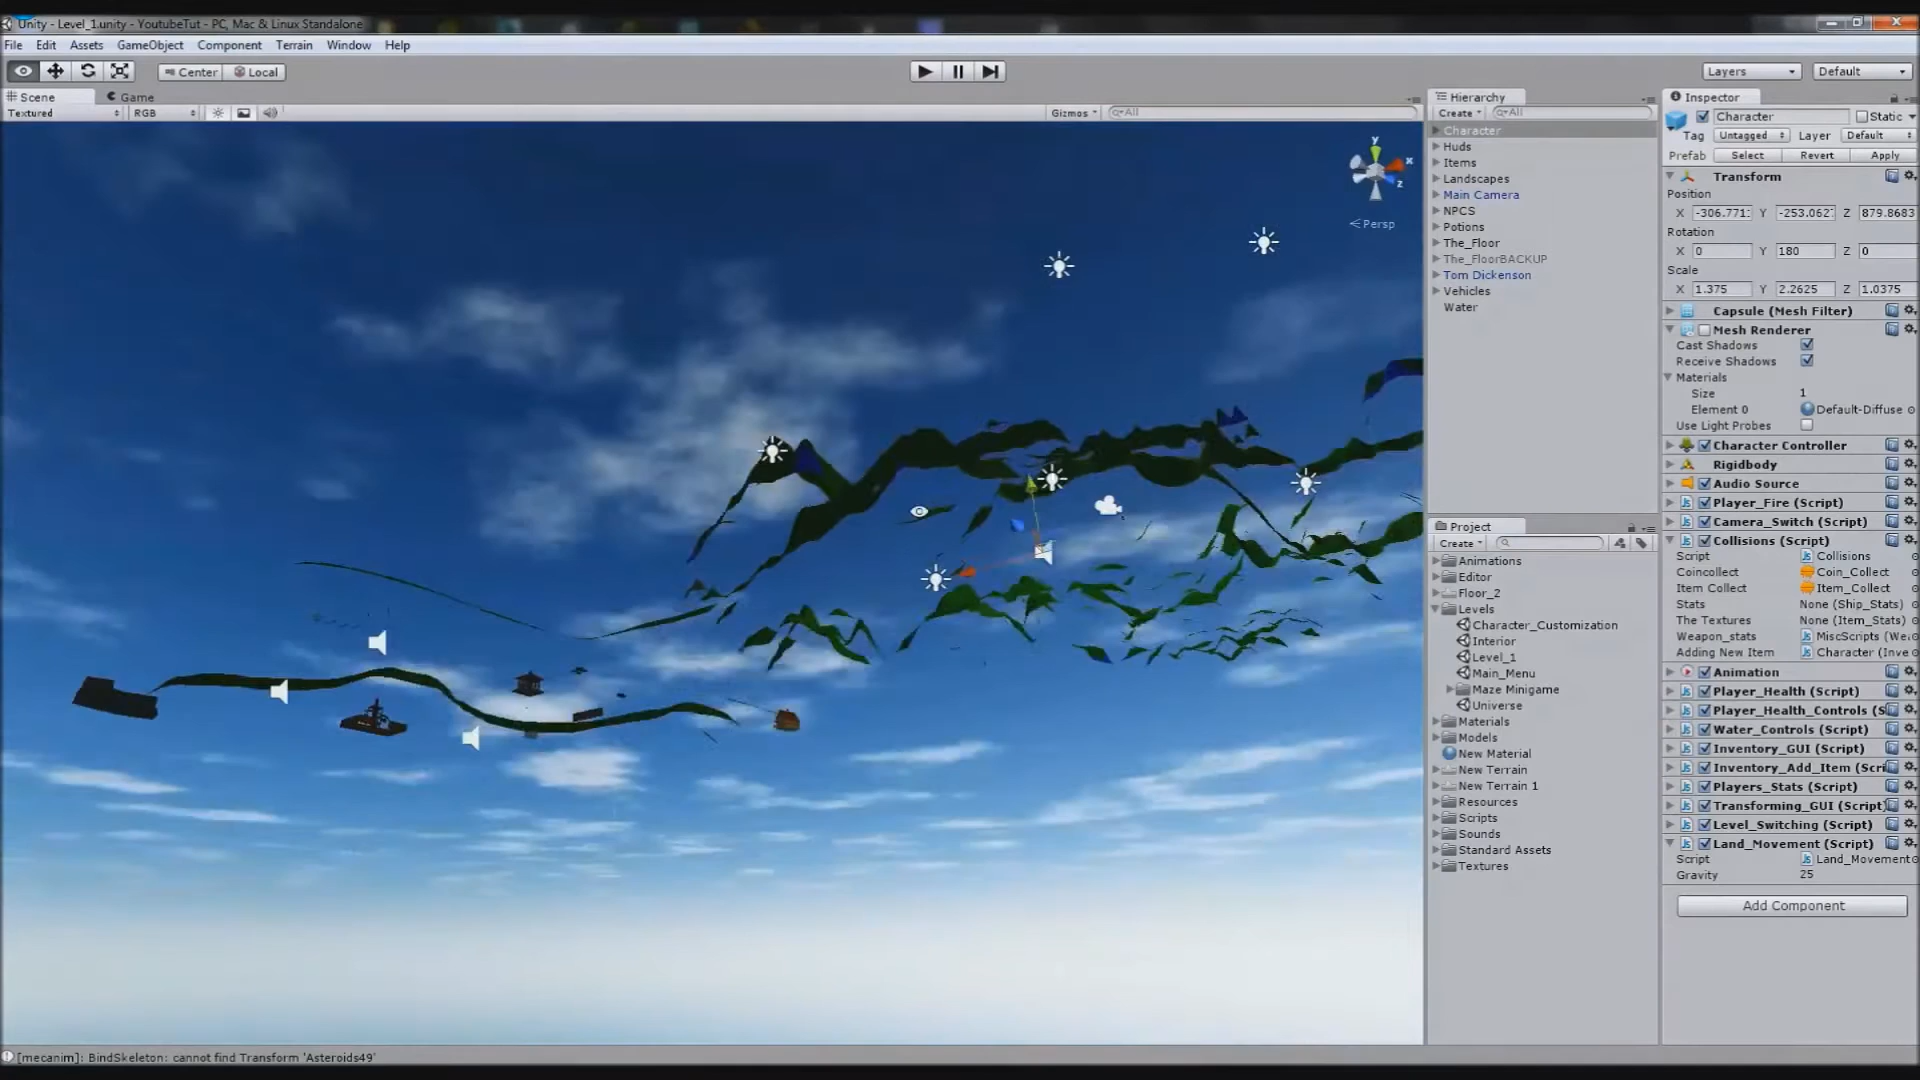 Unity - Level_1.unity - YoutubeTut - PC, Mac & Linux Standalone
File Edit Assets GameObject Component Terrain Window Help
Center Local
Layers Default
Scene Game
Textured RGB Gizmos All
y
x
z
Persp
Hierarchy
Create All
Character
Huds
Items
Landscapes
Main Camera
NPCS
Potions
The_Floor
The_FloorBACKUP
Tom Dickenson
Vehicles
Water
Project
Create
Animations
Editor
Floor_2
Levels
Character_Customization
Interior
Level_1
Main_Menu
Maze Minigame
Universe
Materials
Models
New Material
New Terrain
New Terrain 1
Resources
Scripts
Sounds
Standard Assets
Textures
Inspector
Character Static
Tag Untagged Layer Default
Prefab Select Revert Apply
Transform
Position
X -306.771 Y -253.062 Z 879.8683
Rotation
X 0 Y 180 Z 0
Scale
X 1.375 Y 2.2625 Z 1.0375
Capsule (Mesh Filter)
Mesh Renderer
Cast Shadows
Receive Shadows
Materials
Size 1
Element 0 Default-Diffuse
Use Light Probes
Character Controller
Rigidbody
Audio Source
Player_Fire (Script)
Camera_Switch (Script)
Collisions (Script)
Script Collisions
Coincollect Coin_Collect
Item Collect Item_Collect
Stats None (Ship_Stats)
The Textures None (Item_Stats)
Weapon_stats MiscScripts (We
Adding New Item Character (Inve
Animation
Player_Health (Script)
Player_Health_Controls (S
Water_Controls (Script)
Inventory_GUI (Script)
Inventory_Add_Item (Scri
Players_Stats (Script)
Transforming_GUI (Script)
Level_Switching (Script)
Land_Movement (Script)
Script Land_Movement
Gravity 25
Add Component
[mecanim]: BindSkeleton: cannot find Transform 'Asteroids49'